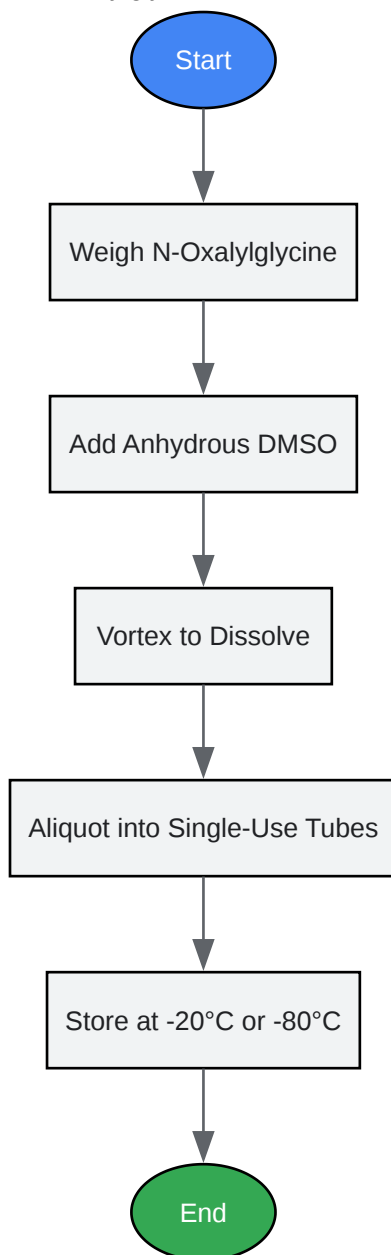 Start
Weigh N-Oxalylglycine
Add Anhydrous DMSO
Vortex to Dissolve
Aliquot into Single-Use Tubes
Store at -20°C or -80°C
End